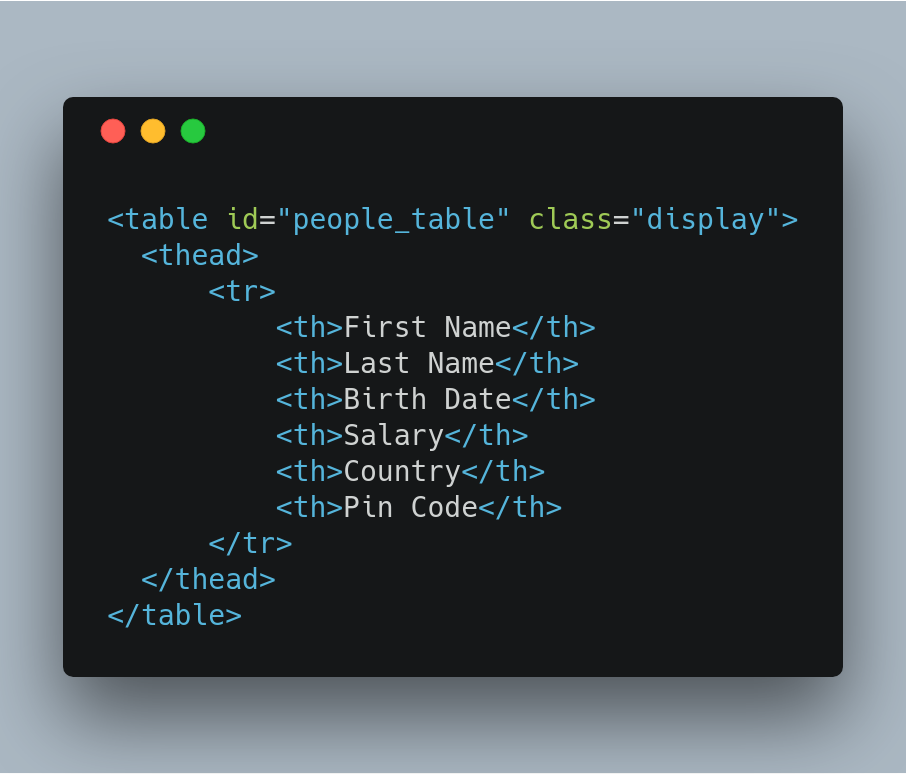 <table id="people_table" class="display">
  <thead>
      <tr>
          <th>First Name</th>
          <th>Last Name</th>
          <th>Birth Date</th>
          <th>Salary</th>
          <th>Country</th>
          <th>Pin Code</th>
      </tr>
  </thead>
</table>